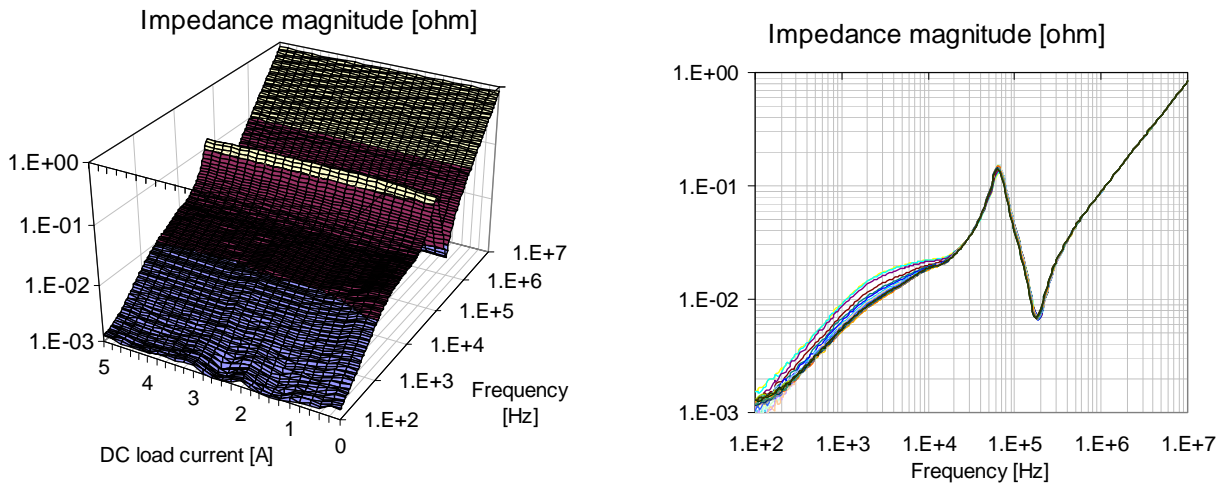 Impedance magnitude [ohm]
1.E+00
1.E-01
1.E-02
1.E-03
5
4
3
2
1
0
DC load current [A]
1.E+7
1.E+6
1.E+5
1.E+4
1.E+3
1.E+2
Frequency
[Hz]
Impedance magnitude [ohm]
1.E+00
1.E-01
1.E-02
1.E-03
1.E+2 1.E+3 1.E+4 1.E+5 1.E+6 1.E+7
Frequency [Hz]